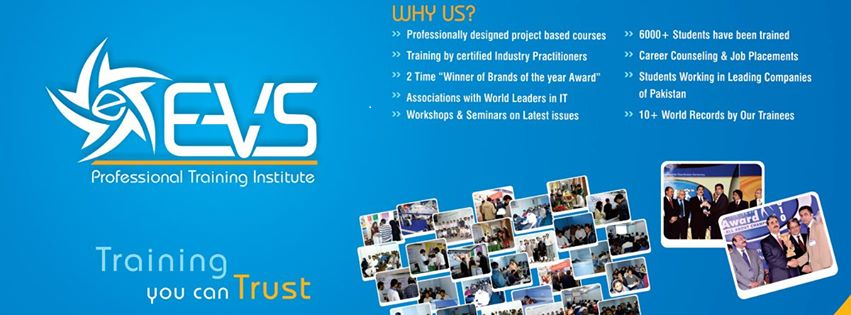 e
EVS
Professional Training Institute
Training
you can Trust
WHY US?
Professionally designed project based courses
Training by certified Industry Practitioners
2 Time “Winner of Brands of the year Award”
Associations with World Leaders in IT
Workshops & Seminars on Latest issues
6000+ Students have been trained
Career Counseling & Job Placements
Students Working in Leading Companies
of Pakistan
10+ World Records by Our Trainees
Award